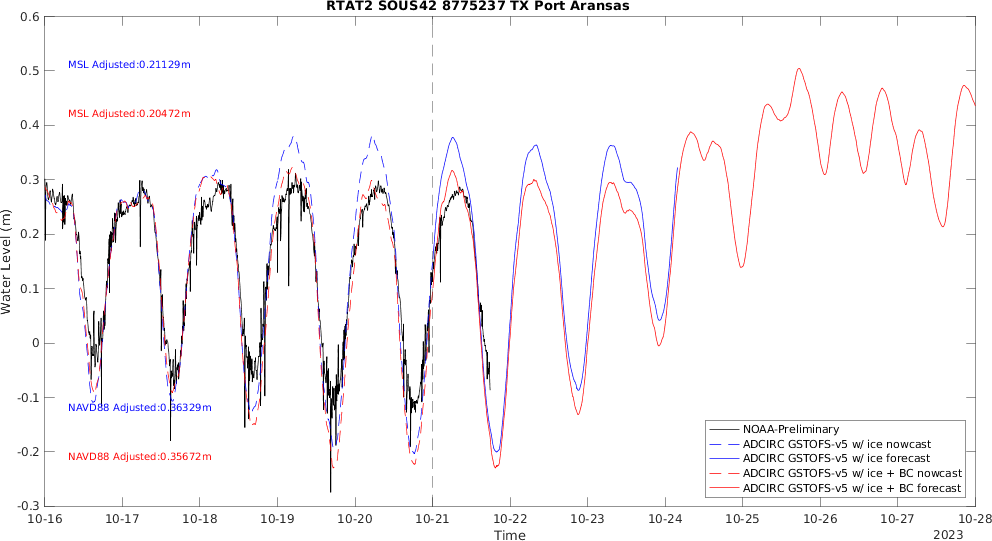 RTAT2 SOUS42 8775237 TX Port Aransas
0.6
0.5
0.4
0.3
0.2
0.1
0
-0.1
-0.2
-0.3
Water Level (m)
MSL Adjusted:0.21129m
MSL Adjusted:0.20472m
NAVD88 Adjusted:0.36329m
NAVD88 Adjusted:0.35672m
NOAA-Preliminary
ADCIRC GSTOFS-v5 w/ ice nowcast
ADCIRC GSTOFS-v5 w/ ice forecast
ADCIRC GSTOFS-v5 w/ ice + BC nowcast
ADCIRC GSTOFS-v5 w/ ice + BC forecast
10-16 10-17 10-18 10-19 10-20 10-21 10-22 10-23 10-24 10-25 10-26 10-27 10-28
Time
2023